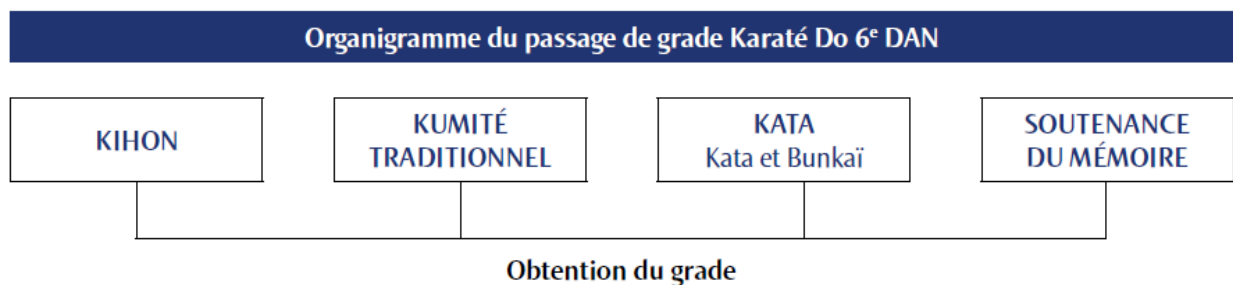 Organigramme du passage de grade Karaté Do 6e DAN
KIHON
KUMITÉ
TRADITIONNEL
KATA
Kata et Bunkaï
SOUTENANCE
DU MÉMOIRE
Obtention du grade